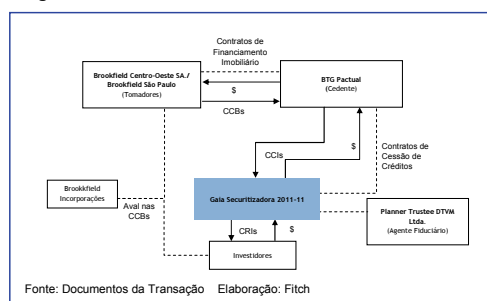 Contratos de
Financiamento
Imobiliário
Brookfield Centro-Oeste SA./
Brookfield São Paulo
(Tomadores)
$
CCBs
BTG Pactual
(Cedente)
CCIs
$
Contratos de
Cessão de
Créditos
Brookkfield
Incorporações
Aval nas
CCBs
Gaia Securitizadora 2011-11
Planner Trustee DTVM
Ltda.
(Agente Fiduciário)
CRIs
$
Investidores
Fonte: Documentos da Transação Elaboração: Fitch